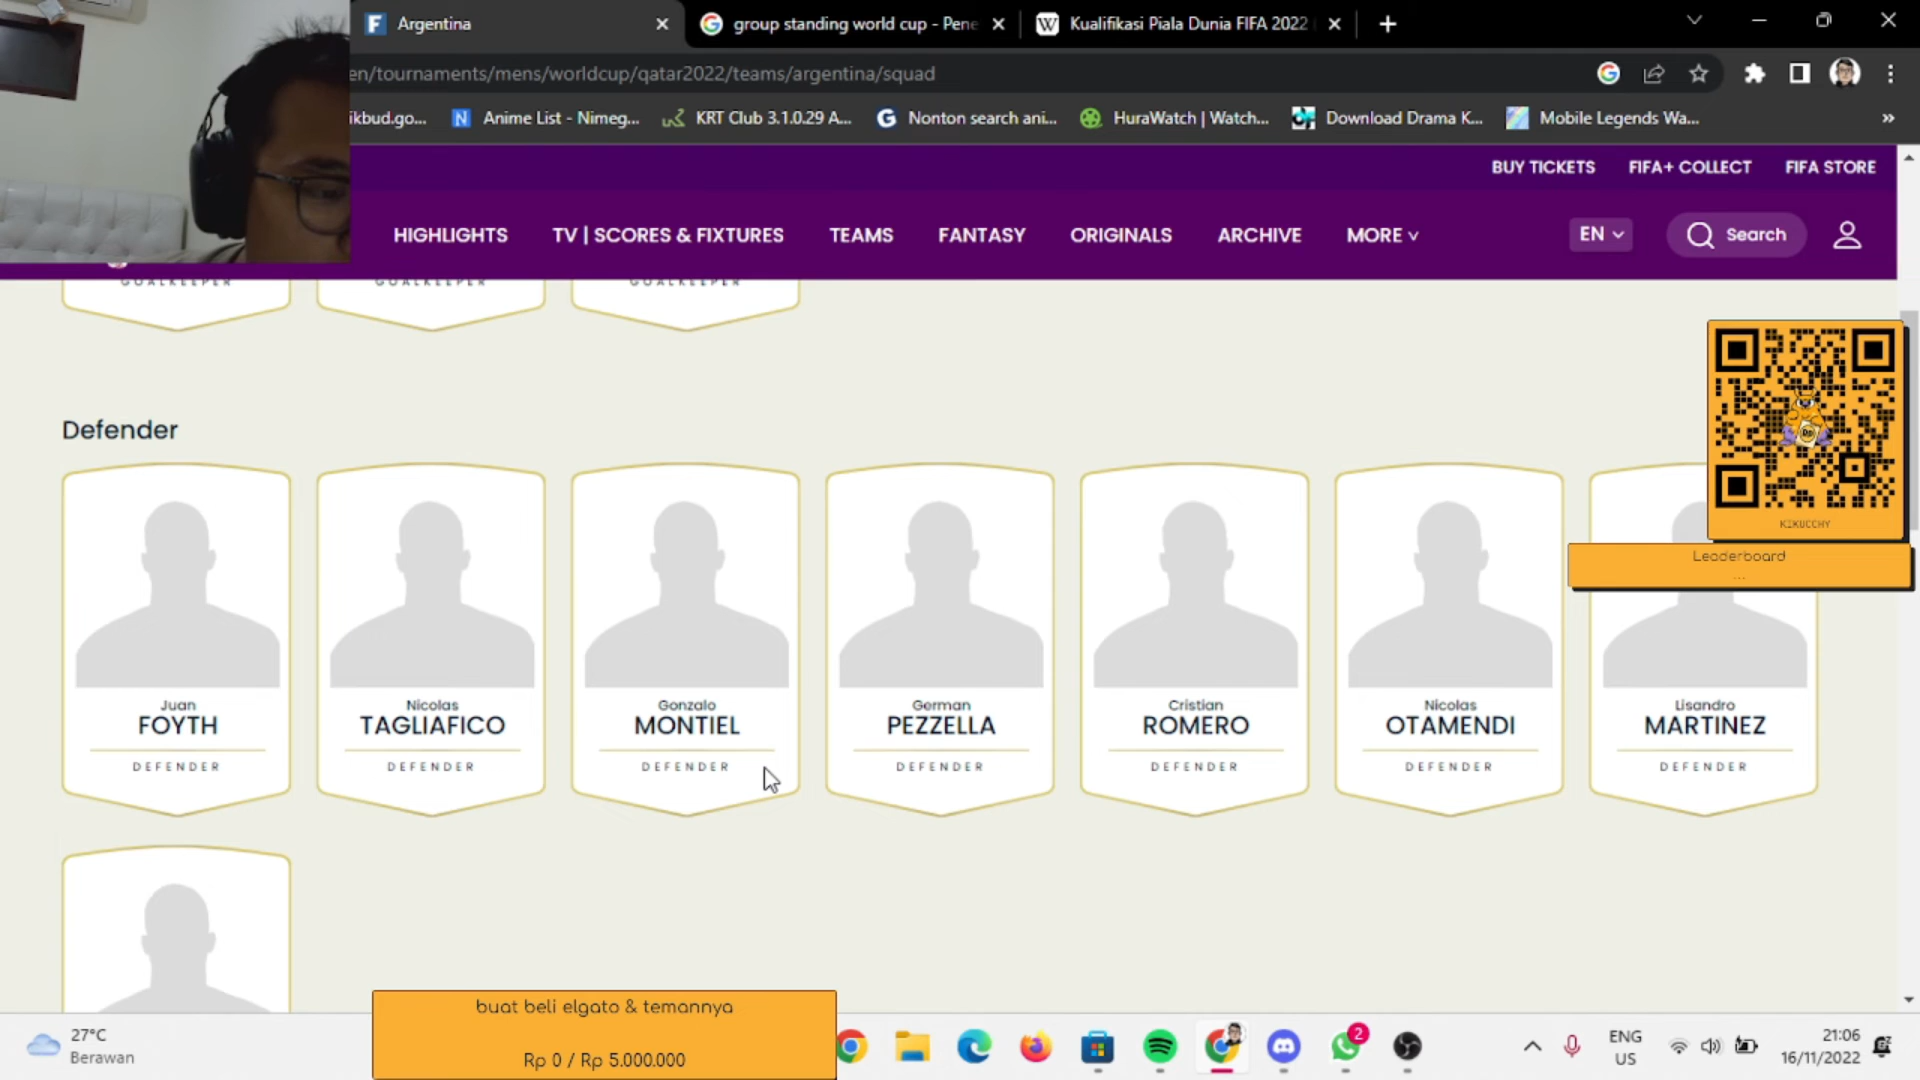 Argentina
group standing world cup - Pene
Kualifikasi Piala Dunia FIFA 2022
en/tournaments/mens/worldcup/qatar2022/teams/argentina/squad
ikbud.go...
Anime List - Nimeg...
KRT Club 3.1.0.29 A...
Nonton search ani...
HuraWatch | Watch...
Download Drama K...
Mobile Legends Wa...
BUY TICKETS
FIFA+ COLLECT
FIFA STORE
HIGHLIGHTS
TV | SCORES & FIXTURES
TEAMS
FANTASY
ORIGINALS
ARCHIVE
MORE
EN
Search
GOALKEEPER
GOALKEEPER
GOALKEEPER
Defender
KIKUCCHY
Leaderboard
...
Juan
FOYTH
DEFENDER
Nicolas
TAGLIAFICO
DEFENDER
Gonzalo
MONTIEL
DEFENDER
German
PEZZELLA
DEFENDER
Cristian
ROMERO
DEFENDER
Nicolas
OTAMENDI
DEFENDER
Lisandro
MARTINEZ
DEFENDER
buat beli elgato & temannya
Rp 0 / Rp 5.000.000
27°C
Berawan
2
ENG
US
21:06
16/11/2022